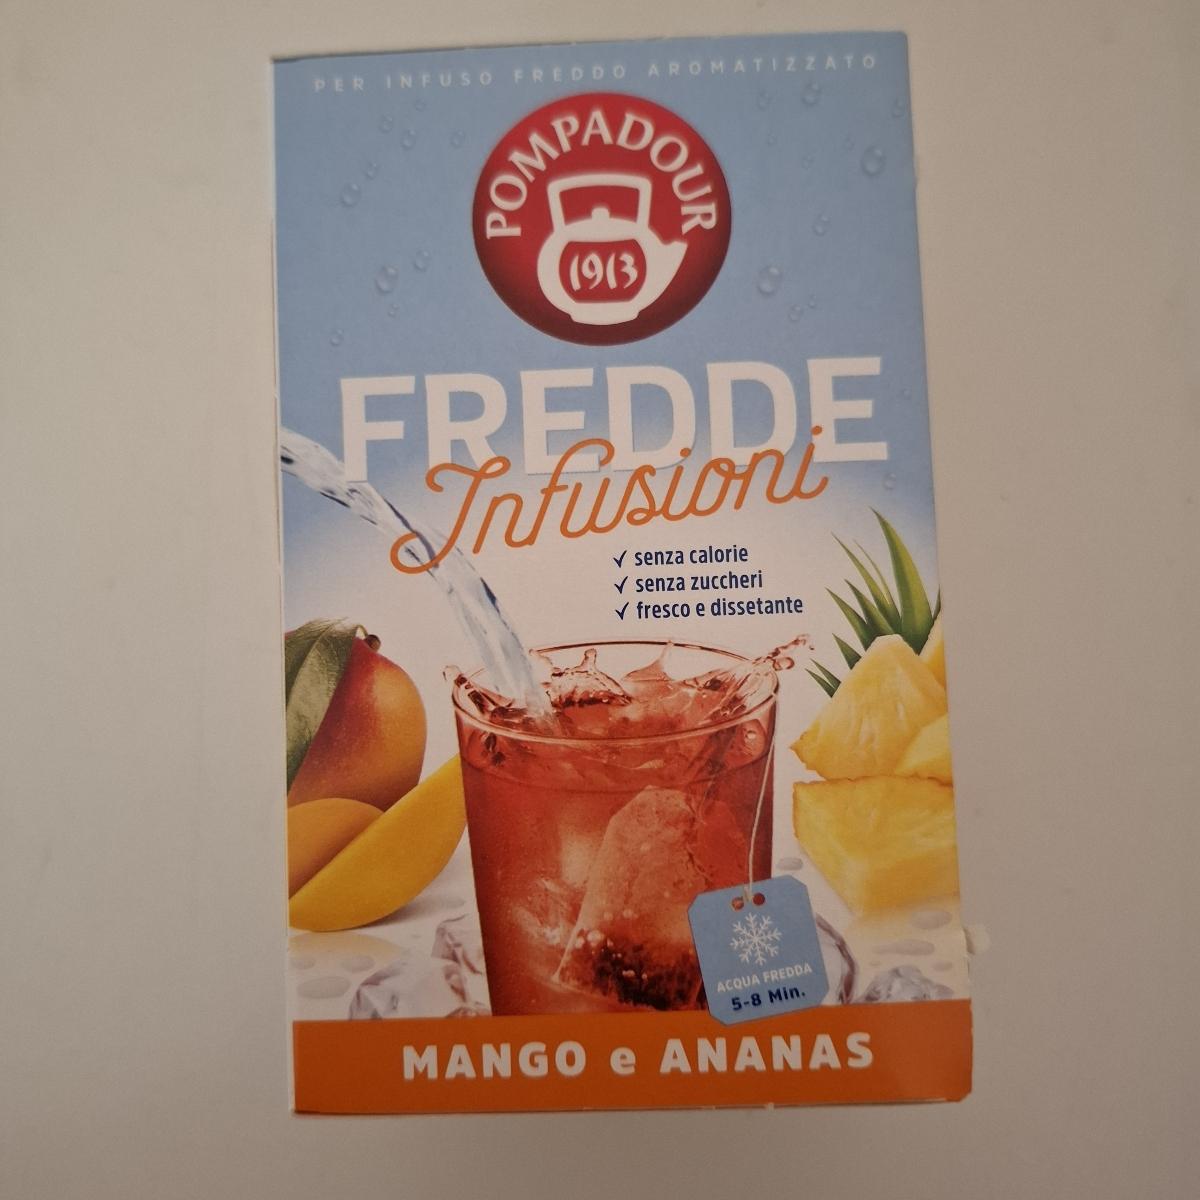 PER INFUSO FREDDO AROMATIZZATO
POMPADOUR
1913
FREDDE
Infusioni
✓ senza calorie
✓ senza zuccheri
✓ fresco e dissetante
ACQUA FREDDA
5-8 Min.
MANGO e ANANAS